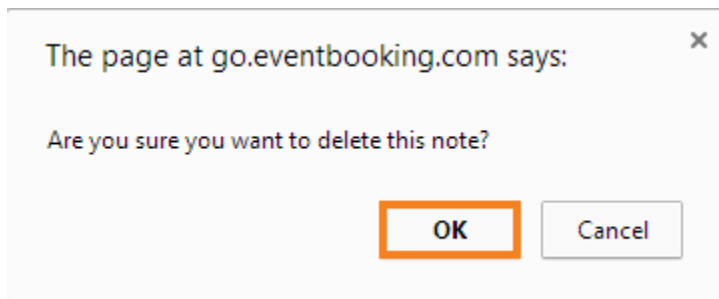 The page at go.eventbooking.com says:
Are you sure you want to delete this note?
OK
Cancel